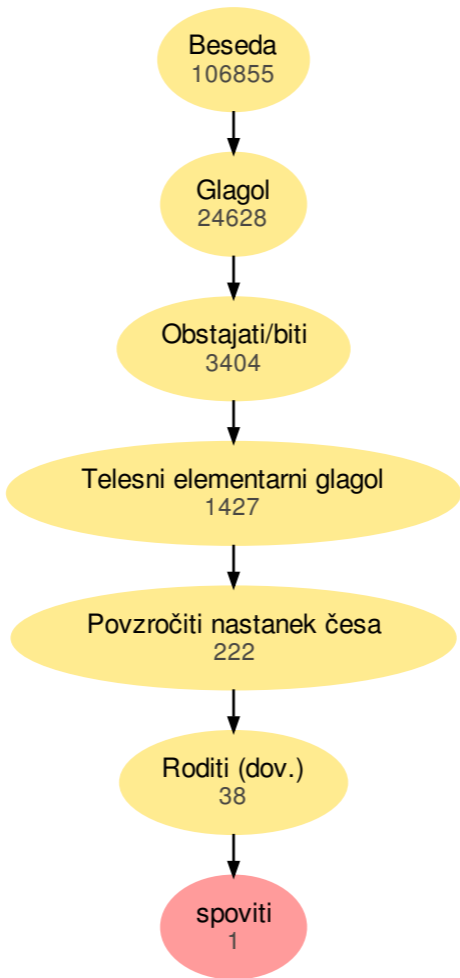 Beseda
106855
Glagol
24628
Obstajati/biti
3404
Telesni elementarni glagol
1427
Povzročiti nastanek česa
222
Roditi (dov.)
38
spoviti
1